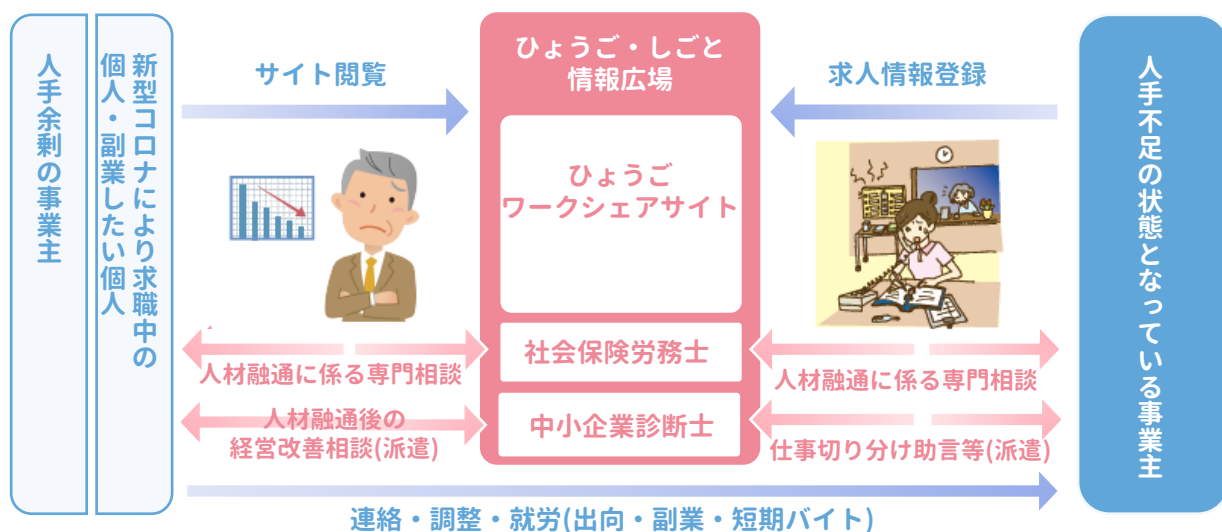 人手余剰の事業主
新型コロナにより求職中の
個人・副業したい個人
サイト閲覧
ひょうご・しごと
情報広場
ひょうご
ワークシェアサイト
求人情報登録
人手不足の状態となっている事業主
人材融通に係る専門相談
社会保険労務士
人材融通に係る専門相談
人材融通後の
経営改善相談(派遣)
中小企業診断士
仕事切り分け助言等(派遣)
連絡・調整・就労(出向・副業・短期バイト)